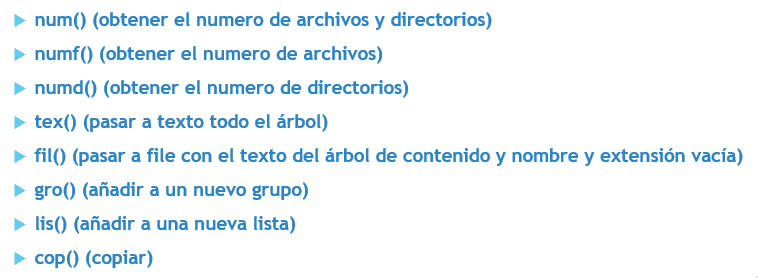 num() (obtener el numero de archivos y directorios)
numf() (obtener el numero de archivos)
numd() (obtener el numero de directorios)
tex() (pasar a texto todo el árbol)
fil() (pasar a file con el texto del árbol de contenido y nombre y extensión vacía)
gro() (añadir a un nuevo grupo)
lis() (añadir a una nueva lista)
cop() (copiar)